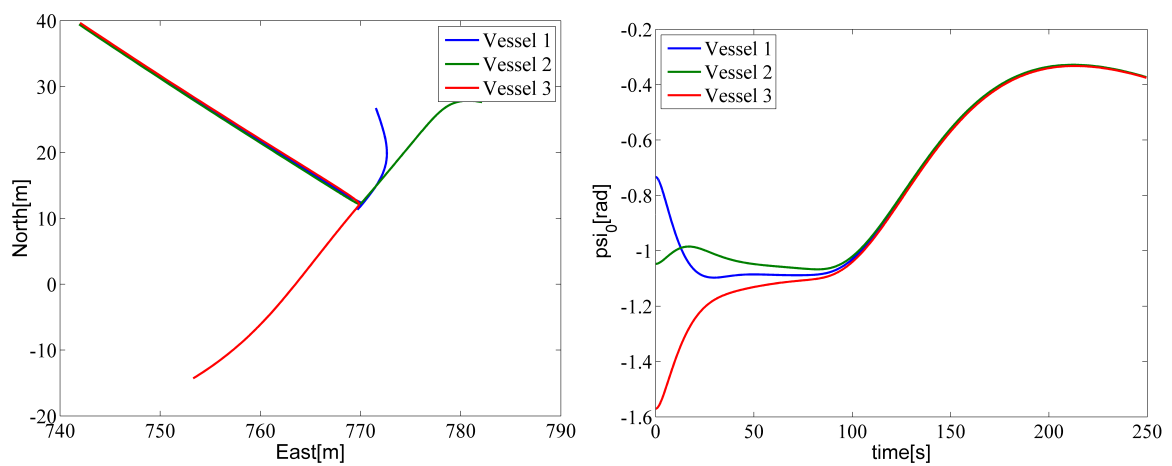 40
30
20
10
0
-10
-20
740
750
760
770
780
790
North[m]
East[m]
Vessel 1
Vessel 2
Vessel 3
-0.2
-0.4
-0.6
-0.8
-1
-1.2
-1.4
-1.6
0
50
100
150
200
250
psi0[rad]
time[s]
Vessel 1
Vessel 2
Vessel 3